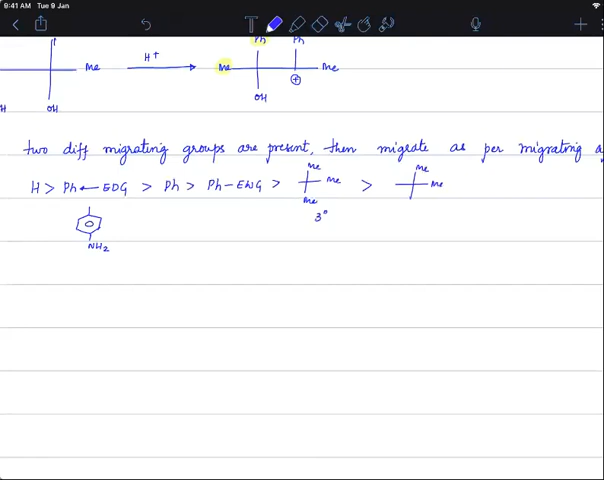 9:41 AM Tue 9 Jan
Ph Ph
Me H+ Me Me
⊕
H OH OH
two diff migrating groups are present, then migrate as per migrating a
H > Ph ← EDG > Ph > Ph - EWG > Me Me Me > Me Me
3°
NH2